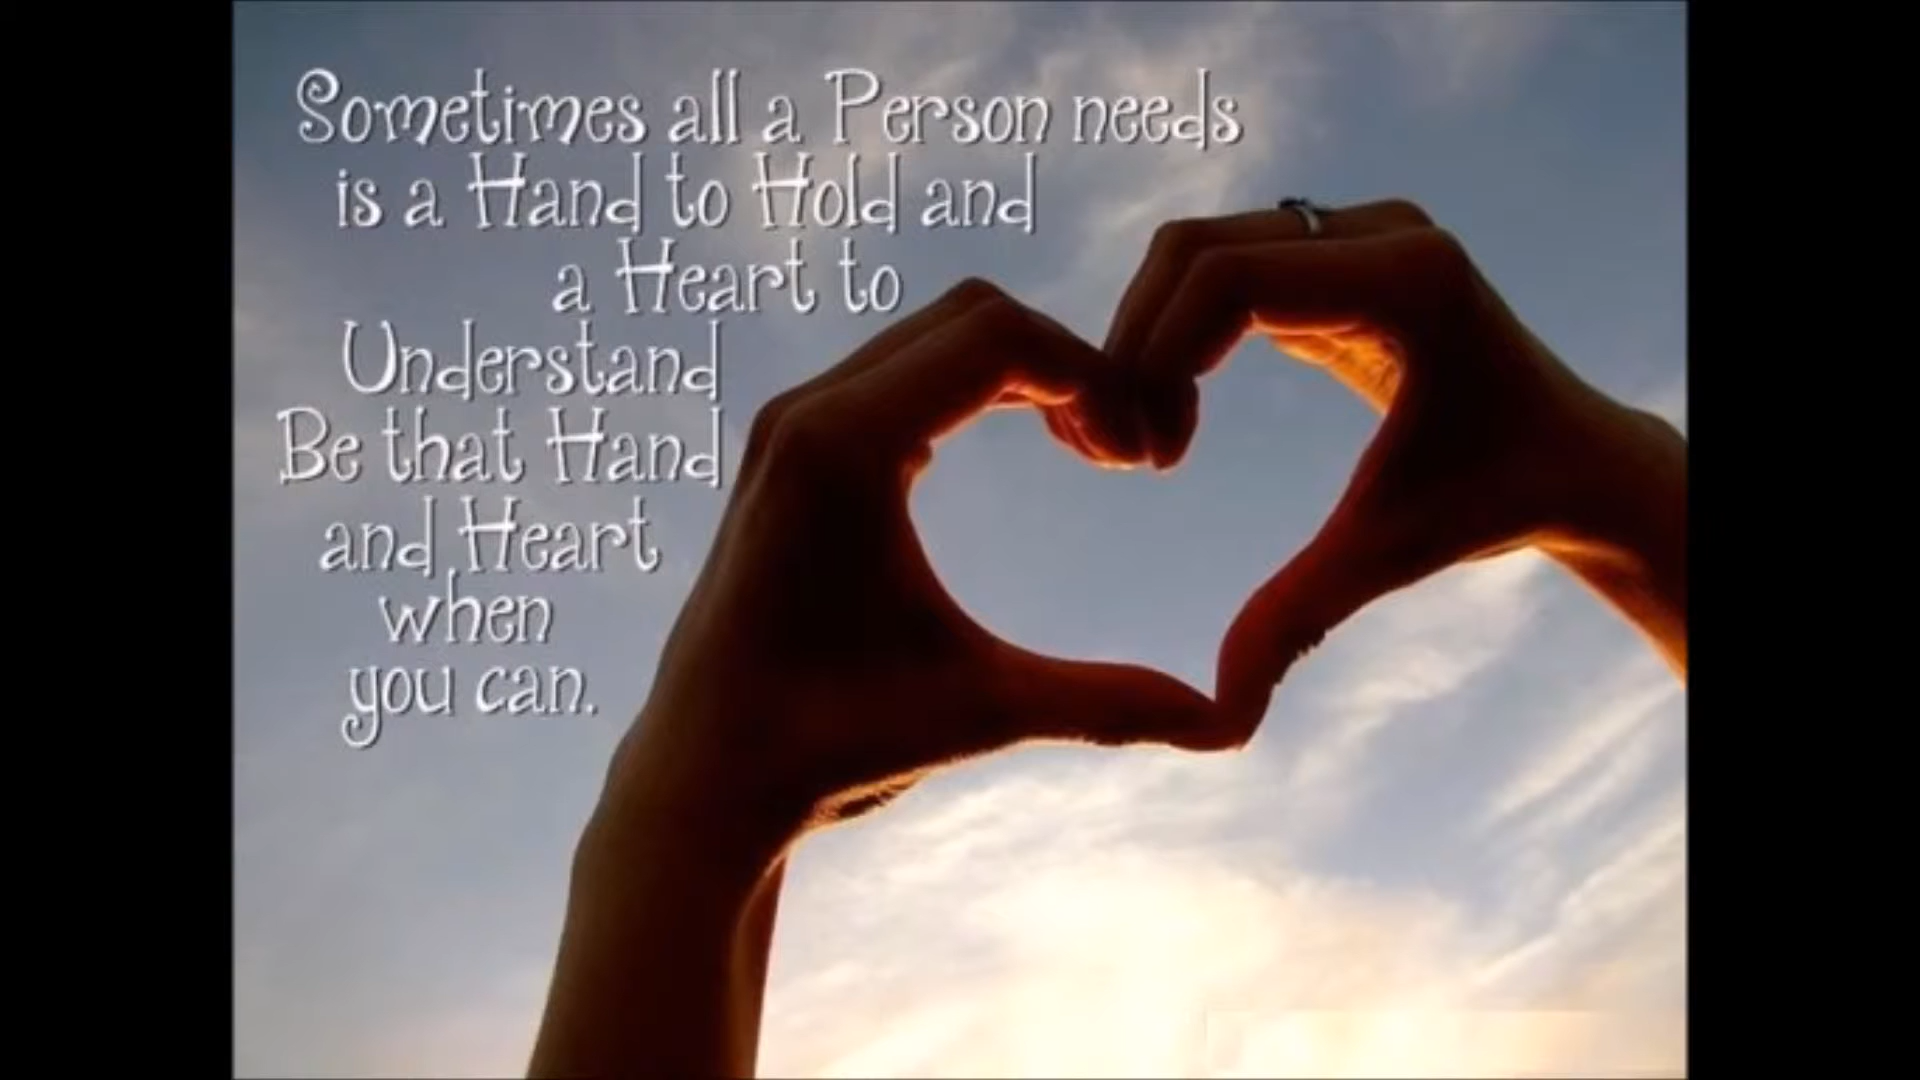 Sometimes all a Person needs
is a Hand to Hold and
a Heart to
Understand
Be that Hand
and Heart
when
you can.